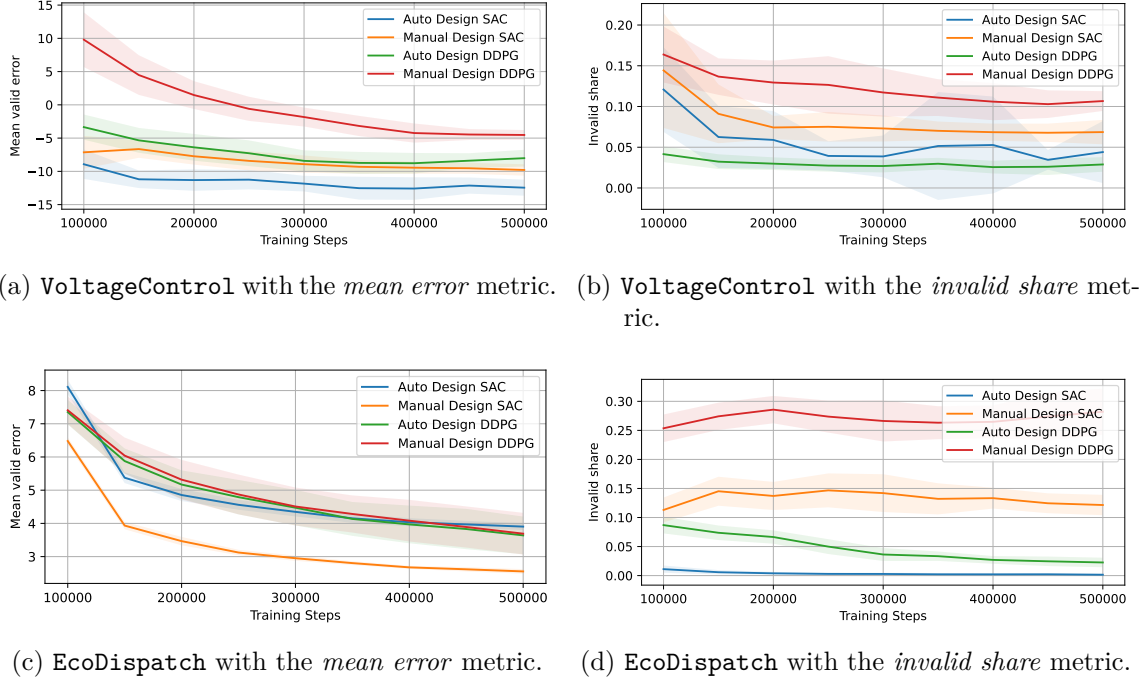 15
10
5
0
−5
−10
−15
Mean valid error
100000 200000 300000 400000 500000
Training Steps
Auto Design SAC
Manual Design SAC
Auto Design DDPG
Manual Design DDPG
0.20
0.15
0.10
0.05
0.00
Invalid share
100000 200000 300000 400000 500000
Training Steps
Auto Design SAC
Manual Design SAC
Auto Design DDPG
Manual Design DDPG
(a) VoltageControl with the mean error metric.
(b) VoltageControl with the invalid share met-
ric.
8
7
6
5
4
3
Mean valid error
100000 200000 300000 400000 500000
Training Steps
Auto Design SAC
Manual Design SAC
Auto Design DDPG
Manual Design DDPG
0.30
0.25
0.20
0.15
0.10
0.05
0.00
Invalid share
100000 200000 300000 400000 500000
Training Steps
Auto Design SAC
Manual Design SAC
Auto Design DDPG
Manual Design DDPG
(c) EcoDispatch with the mean error metric.
(d) EcoDispatch with the invalid share metric.